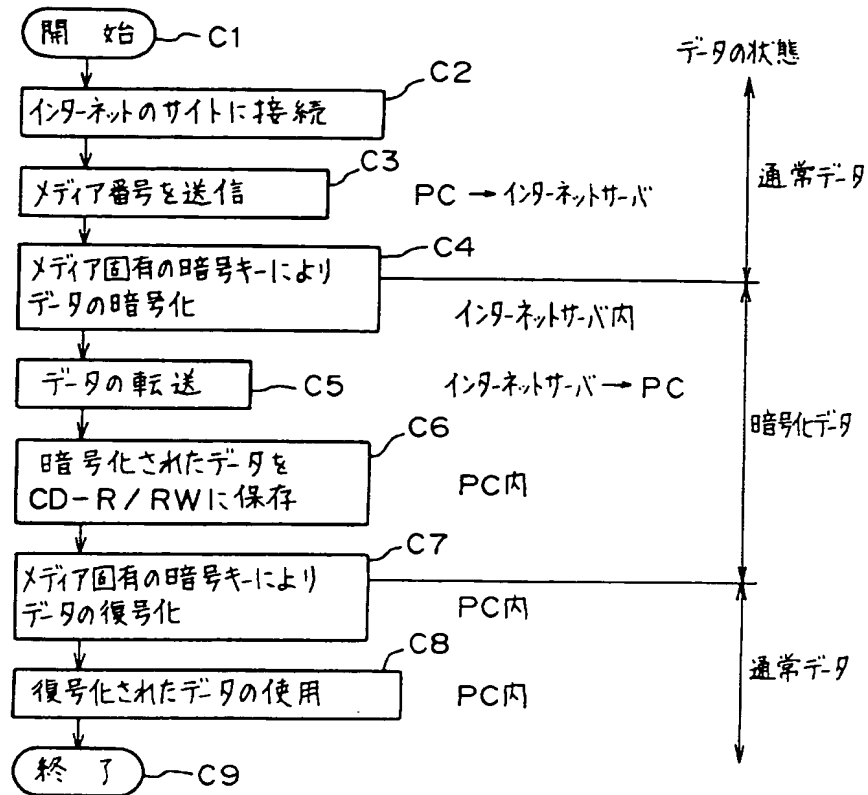 開 始
C1
データの状態
C2
インターネットのサイトに接続
C3
メディア番号を送信
PC → インターネットサーバ
通常データ
C4
メディア固有の暗号キーにより
データの暗号化
インターネットサーバ内
データの転送
C5
インターネットサーバ → PC
C6
暗号化されたデータを
CD-R/RWに保存
PC内
暗号化データ
C7
メディア固有の暗号キーにより
データの復号化
PC内
C8
復号化されたデータの使用
PC内
通常データ
終 了
C9